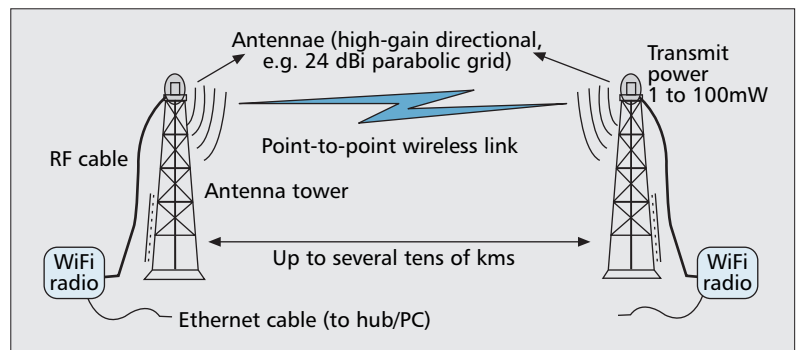 Antennae (high-gain directional,
e.g. 24 dBi parabolic grid)
Transmit
power
1 to 100mW
Point-to-point wireless link
RF cable
Antenna tower
Up to several tens of kms
WiFi
radio
WiFi
radio
Ethernet cable (to hub/PC)